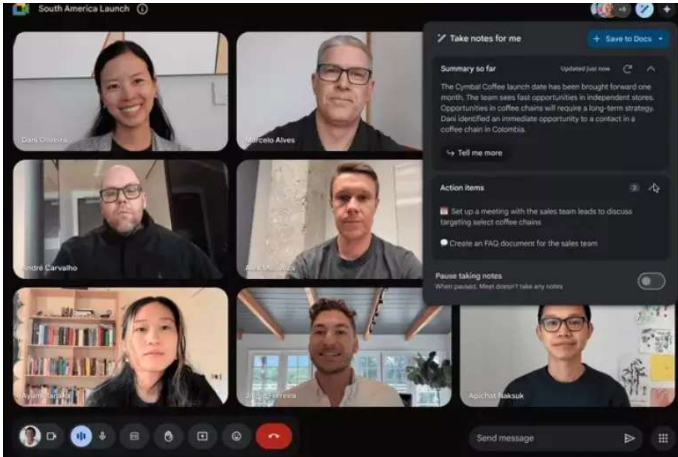 South America Launch
+8
Take notes for me
+ Save to Docs
Summary so far
Updated just now
The Cymbal Coffee launch date has been brought forward one
month. The team sees fast opportunities in independent stores.
Opportunities in coffee chains will require a long-term strategy.
Dani identified an immediate opportunity to a contact in a
coffee chain in Colombia.
Tell me more
Action items
2
Set up a meeting with the sales team leads to discuss
targeting select coffee chains
Create an FAQ document for the sales team
Pause taking notes
When paused, Meet doesn't take any notes
Dani Oliveira
Marcelo Alves
André Carvalho
Ayumi Tanaka
Ferreira
Apichat Naksuk
Send message